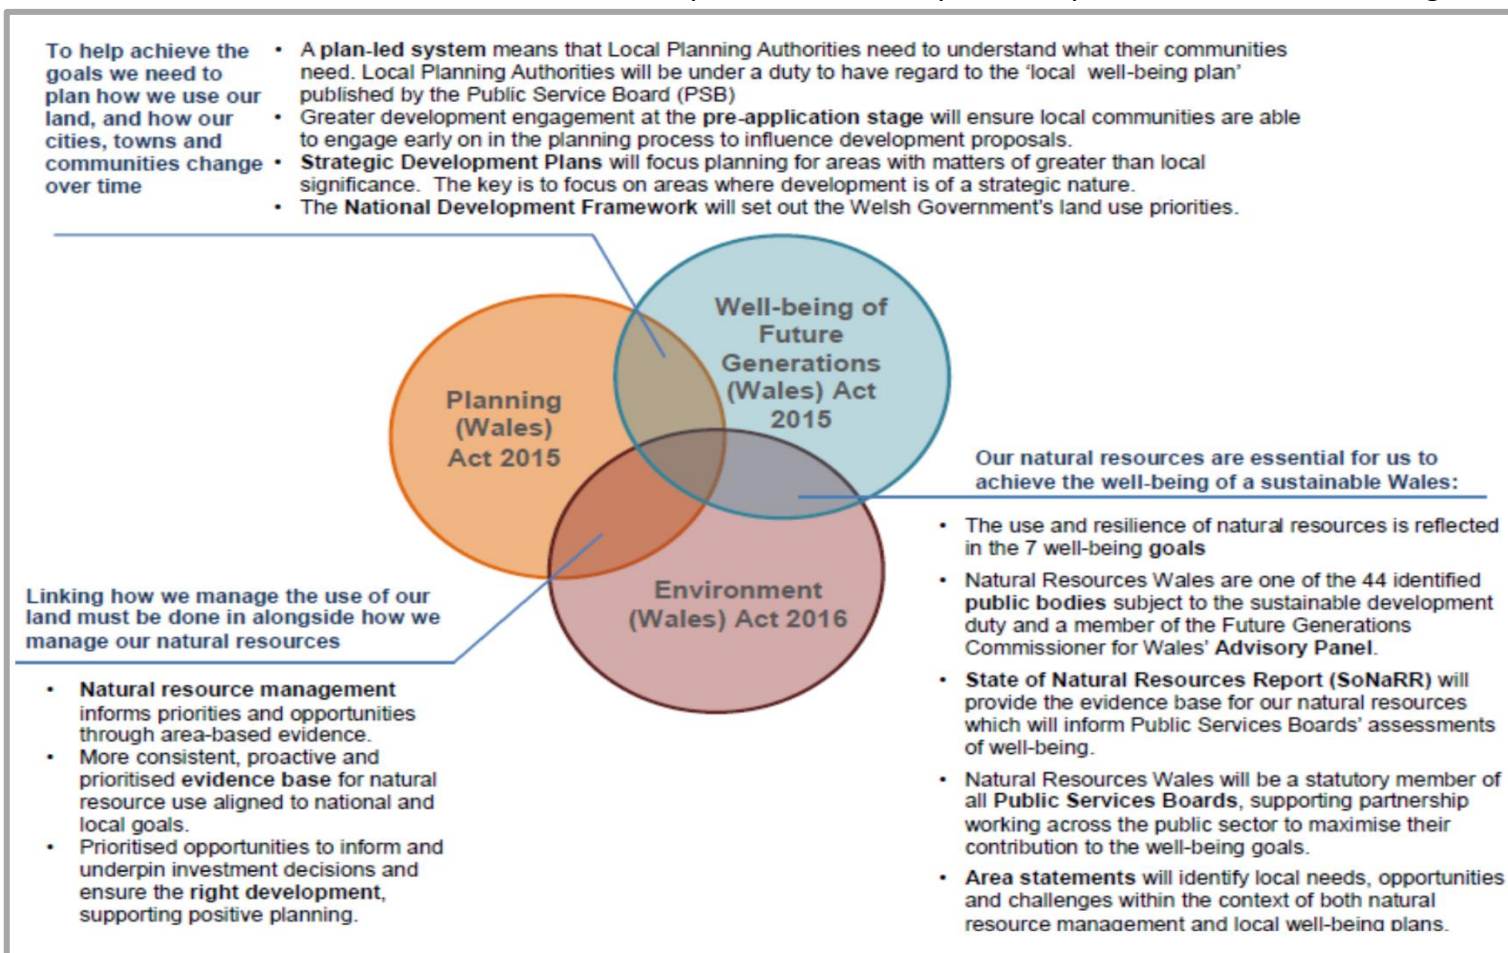 To help achieve the
goals we need to
plan how we use our
land, and how our
cities, towns and
communities change
over time
• A plan-led system means that Local Planning Authorities need to understand what their communities
need. Local Planning Authorities will be under a duty to have regard to the ‘local well-being plan’
published by the Public Service Board (PSB)
• Greater development engagement at the pre-application stage will ensure local communities are able
to engage early on in the planning process to influence development proposals.
• Strategic Development Plans will focus planning for areas with matters of greater than local
significance. The key is to focus on areas where development is of a strategic nature.
• The National Development Framework will set out the Welsh Government's land use priorities.
Well-being of
Future
Generations
(Wales) Act
2015
Planning
(Wales)
Act 2015
Environment
(Wales) Act 2016
Our natural resources are essential for us to
achieve the well-being of a sustainable Wales:
• The use and resilience of natural resources is reflected
in the 7 well-being goals
• Natural Resources Wales are one of the 44 identified
public bodies subject to the sustainable development
duty and a member of the Future Generations
Commissioner for Wales’ Advisory Panel.
• State of Natural Resources Report (SoNaRR) will
provide the evidence base for our natural resources
which will inform Public Services Boards’ assessments
of well-being.
• Natural Resources Wales will be a statutory member of
all Public Services Boards, supporting partnership
working across the public sector to maximise their
contribution to the well-being goals.
• Area statements will identify local needs, opportunities
and challenges within the context of both natural
resource management and local well-being plans.
Linking how we manage the use of our
land must be done in alongside how we
manage our natural resources
• Natural resource management
informs priorities and opportunities
through area-based evidence.
• More consistent, proactive and
prioritised evidence base for natural
resource use aligned to national and
local goals.
• Prioritised opportunities to inform and
underpin investment decisions and
ensure the right development,
supporting positive planning.